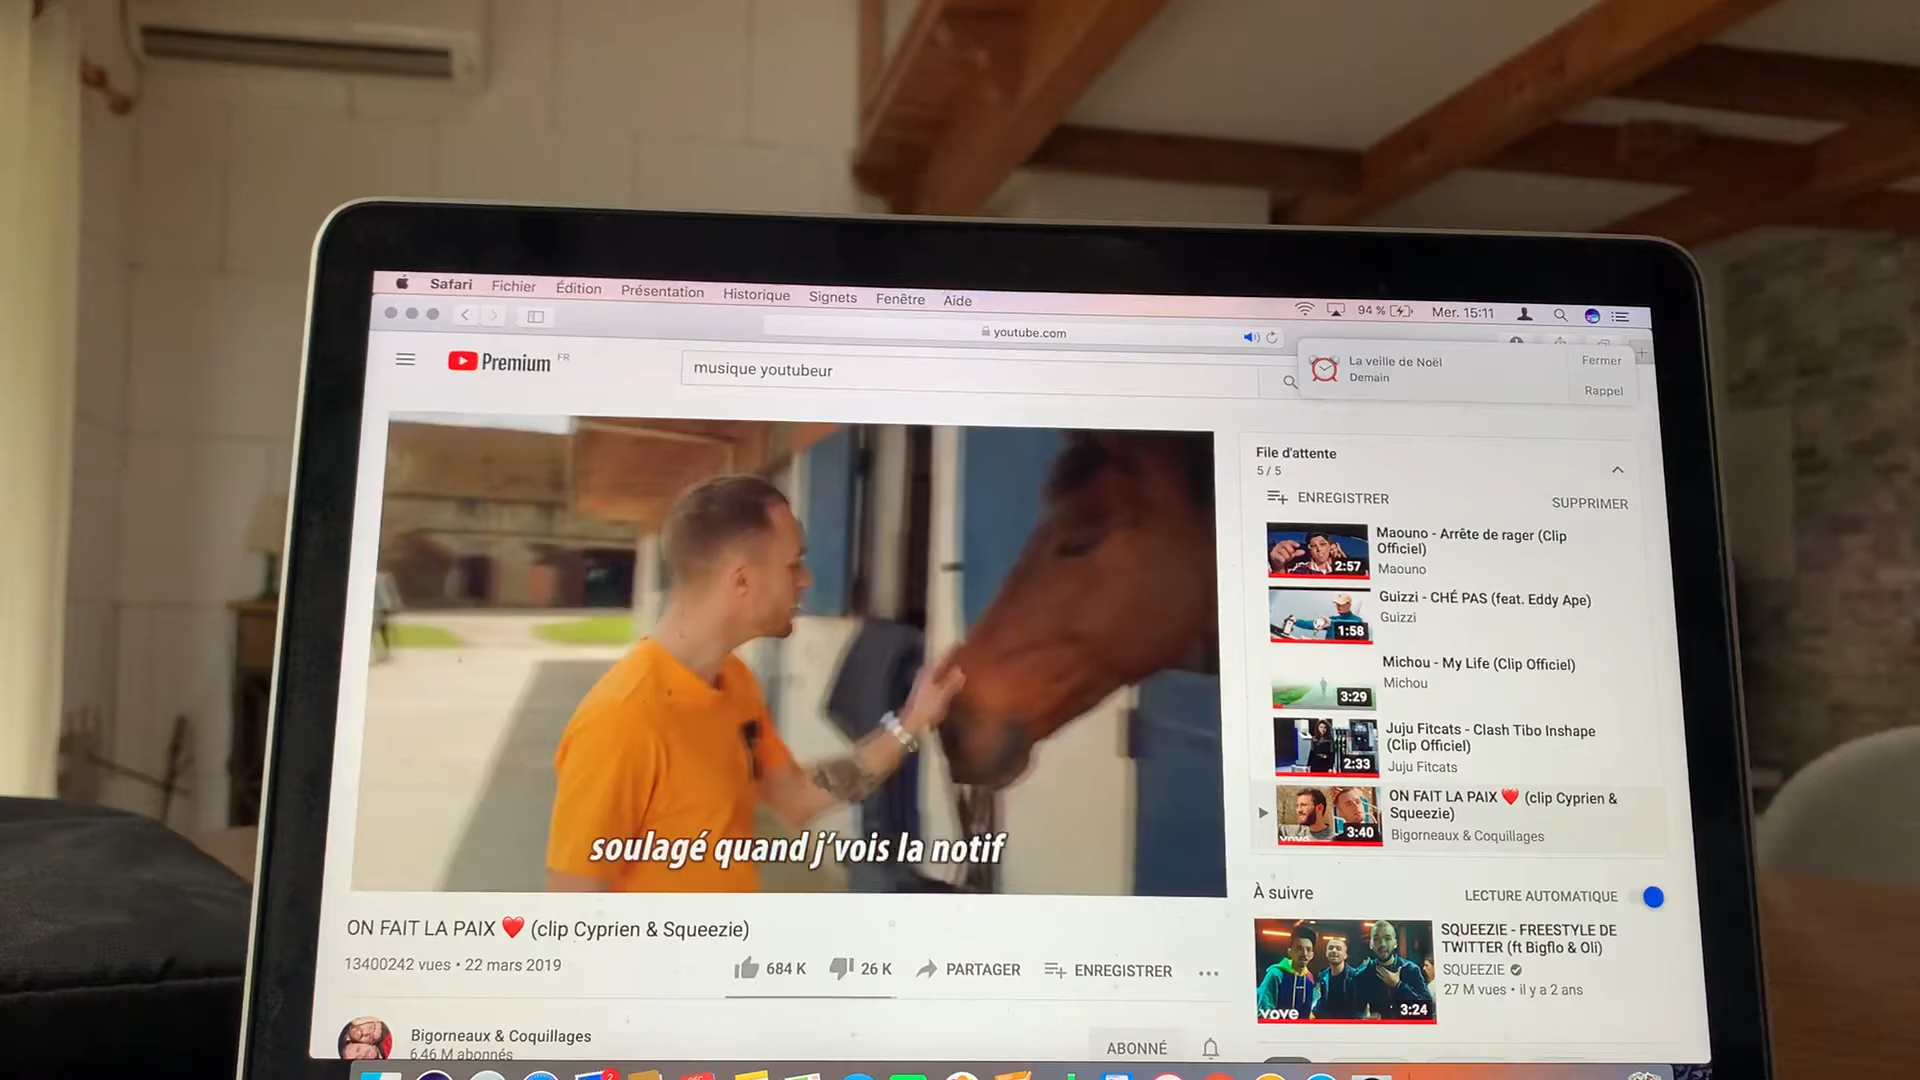 Safari Fichier Édition Présentation Historique Signets Fenêtre Aide
94 % Mer. 15:11
youtube.com
Premium FR
musique youtubeur
La veille de Noël
Demain
Fermer
Rappel
soulagé quand j'vois la notif
ON FAIT LA PAIX ❤️ (clip Cyprien & Squeezie)
13400242 vues • 22 mars 2019
684 K 26 K PARTAGER ENREGISTRER
Bigorneaux & Coquillages
6,46 M abonnés
ABONNÉ
File d'attente
5 / 5
ENREGISTRER SUPPRIMER
Maouno - Arrête de rager (Clip
Officiel)
Maouno
2:57
Guizzi - CHÉ PAS (feat. Eddy Ape)
Guizzi
1:58
Michou - My Life (Clip Officiel)
Michou
3:29
Juju Fitcats - Clash Tibo Inshape
(Clip Officiel)
Juju Fitcats
2:33
ON FAIT LA PAIX ❤️ (clip Cyprien &
Squeezie)
Bigorneaux & Coquillages
vevo
3:40
À suivre
LECTURE AUTOMATIQUE
SQUEEZIE - FREESTYLE DE
TWITTER (ft Bigflo & Oli)
SQUEEZIE
27 M vues • il y a 2 ans
vevo
3:24
2